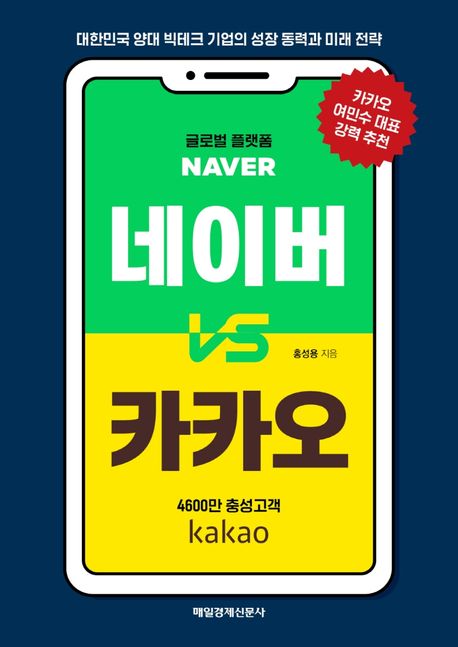 대한민국 양대 빅테크 기업의 성장 동력과 미래 전략
카카오
여민수 대표
강력 추천
글로벌 플랫폼
NAVER
네이버
VS
홍성용 지음
카카오
4600만 충성고객
kakao
매일경제신문사